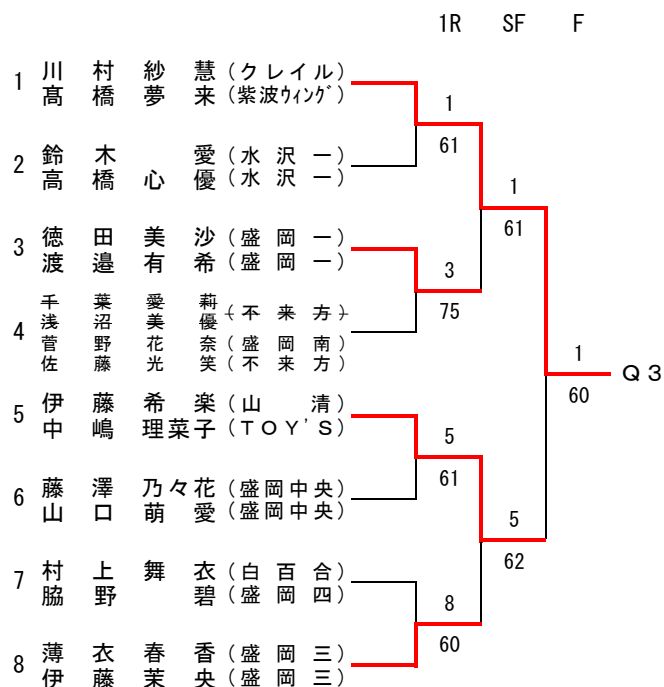 1R SF F
1 川村紗慧(クレイル)
髙橋夢来(紫波ウィング)
1
61
2 鈴木愛(水沢一)
高橋心優(水沢一)
1
61
3 徳田美沙(盛岡一)
渡邉有希(盛岡一)
3
75
4 千葉愛莉(不来方)
浅沼美優
菅野花奈(盛岡南)
佐藤光笑(不来方)
1
60
Q3
5 伊藤希楽(山清)
中嶋理菜子(TOY'S)
5
61
6 藤澤乃々花(盛岡中央)
山口萌愛(盛岡中央)
5
62
7 村上舞衣(白百合)
脇野碧(盛岡四)
8
60
8 薄衣春香(盛岡三)
伊藤茉央(盛岡三)